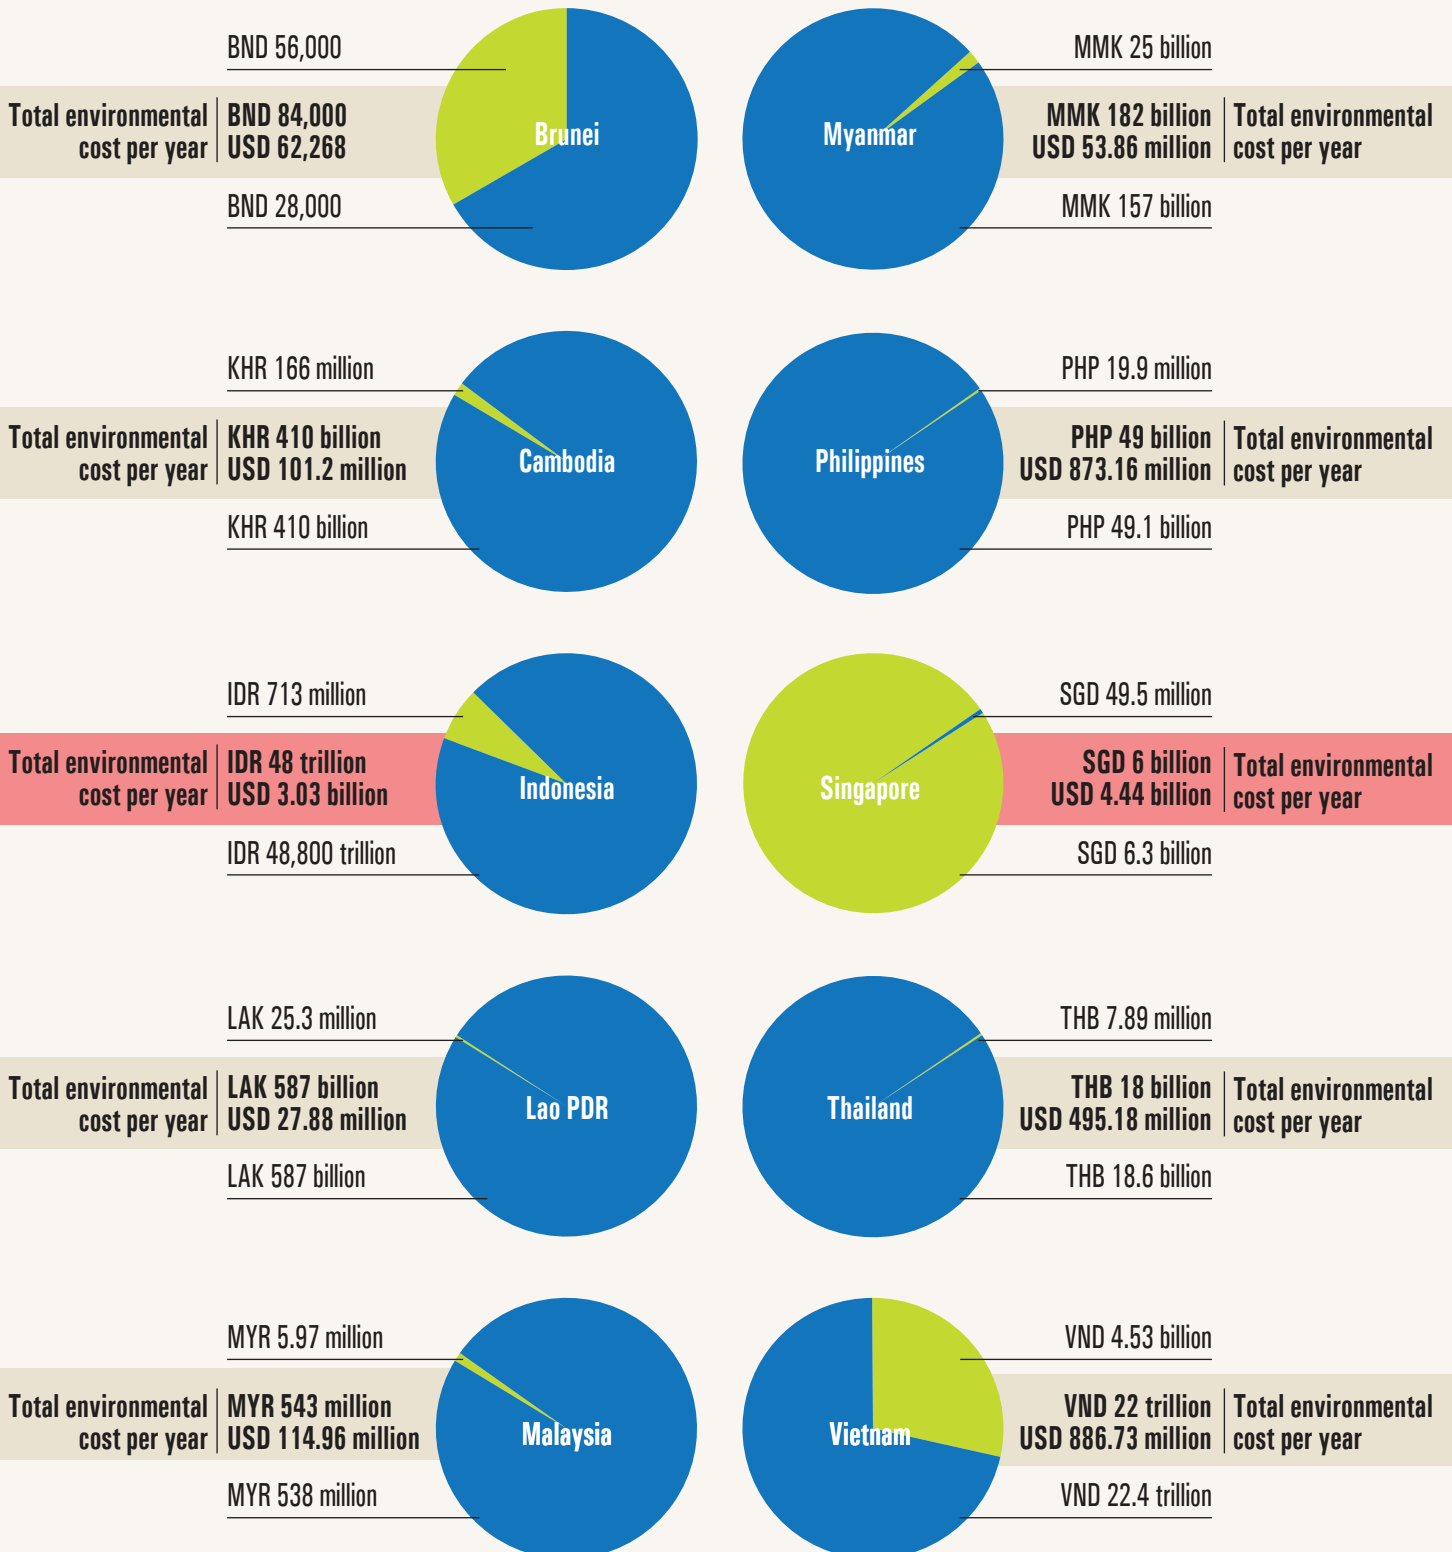 BND 56,000
Total environmental
cost per year
BND 84,000
USD 62,268
BND 28,000
Brunei
MMK 25 billion
Myanmar
MMK 182 billion
USD 53.86 million
Total environmental
cost per year
MMK 157 billion
KHR 166 million
Total environmental
cost per year
KHR 410 billion
USD 101.2 million
KHR 410 billion
Cambodia
PHP 19.9 million
Philippines
PHP 49 billion
USD 873.16 million
Total environmental
cost per year
PHP 49.1 billion
IDR 713 million
Total environmental
cost per year
IDR 48 trillion
USD 3.03 billion
IDR 48,800 trillion
Indonesia
SGD 49.5 million
Singapore
SGD 6 billion
USD 4.44 billion
Total environmental
cost per year
SGD 6.3 billion
LAK 25.3 million
Total environmental
cost per year
LAK 587 billion
USD 27.88 million
LAK 587 billion
Lao PDR
THB 7.89 million
Thailand
THB 18 billion
USD 495.18 million
Total environmental
cost per year
THB 18.6 billion
MYR 5.97 million
Total environmental
cost per year
MYR 543 million
USD 114.96 million
MYR 538 million
Malaysia
VND 4.53 billion
Vietnam
VND 22 trillion
USD 886.73 million
Total environmental
cost per year
VND 22.4 trillion